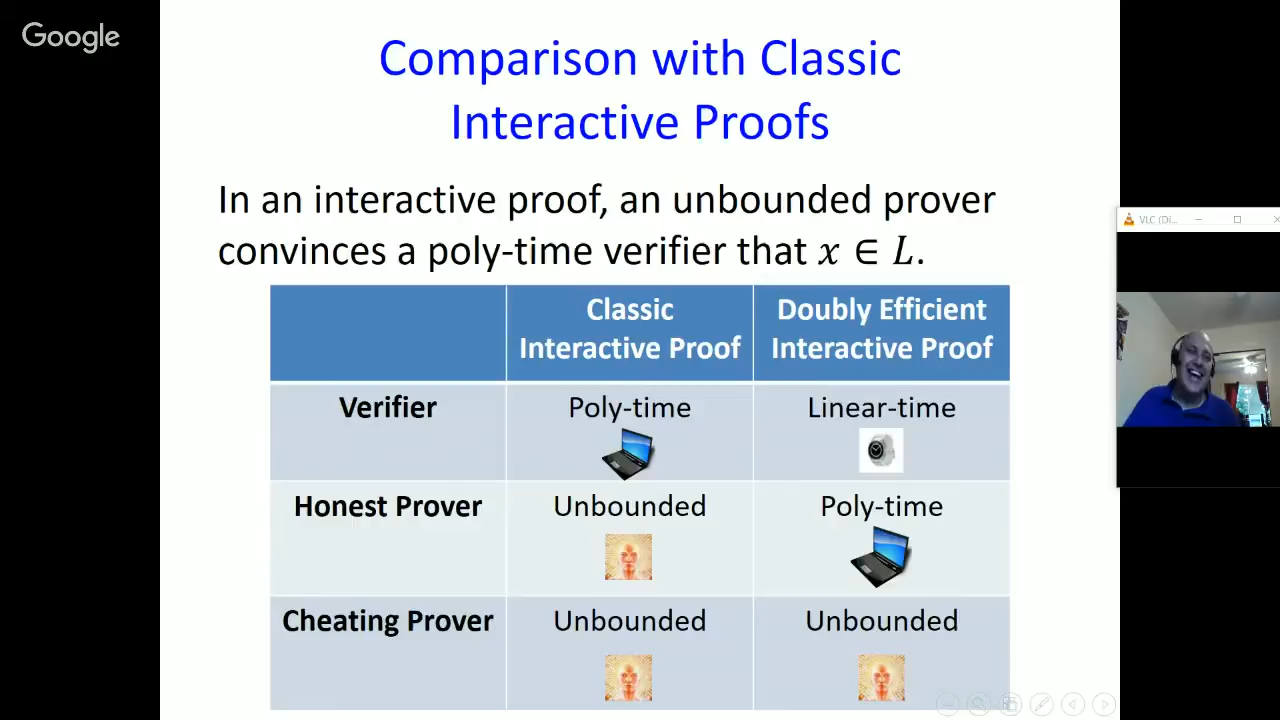 Google
Comparison with Classic
Interactive Proofs
In an interactive proof, an unbounded prover
convinces a poly-time verifier that x ∈ L.
Classic
Interactive Proof
Doubly Efficient
Interactive Proof
Verifier
Poly-time
Linear-time
Honest Prover
Unbounded
Poly-time
Cheating Prover
Unbounded
Unbounded
VLC (Di...